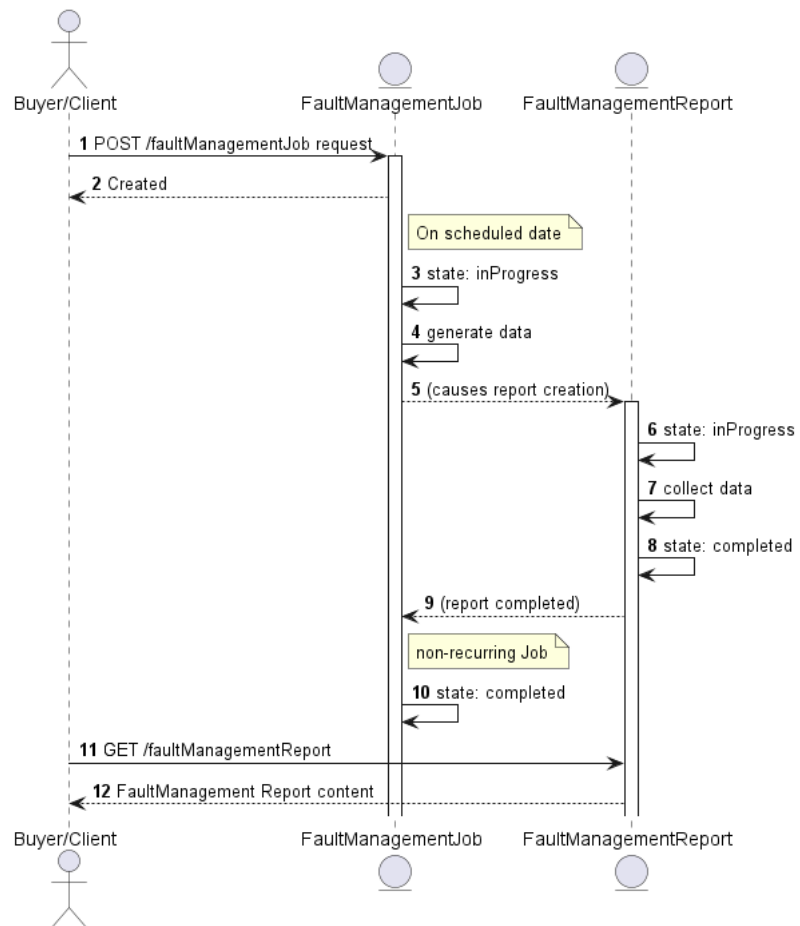 Buyer/Client
FaultManagementJob
FaultManagementReport
1 POST /faultManagementJob request
2 Created
On scheduled date
3 state: inProgress
4 generate data
5 (causes report creation)
6 state: inProgress
7 collect data
8 state: completed
9 (report completed)
non-recurring Job
10 state: completed
11 GET /faultManagementReport
12 FaultManagement Report content
Buyer/Client
FaultManagementJob
FaultManagementReport